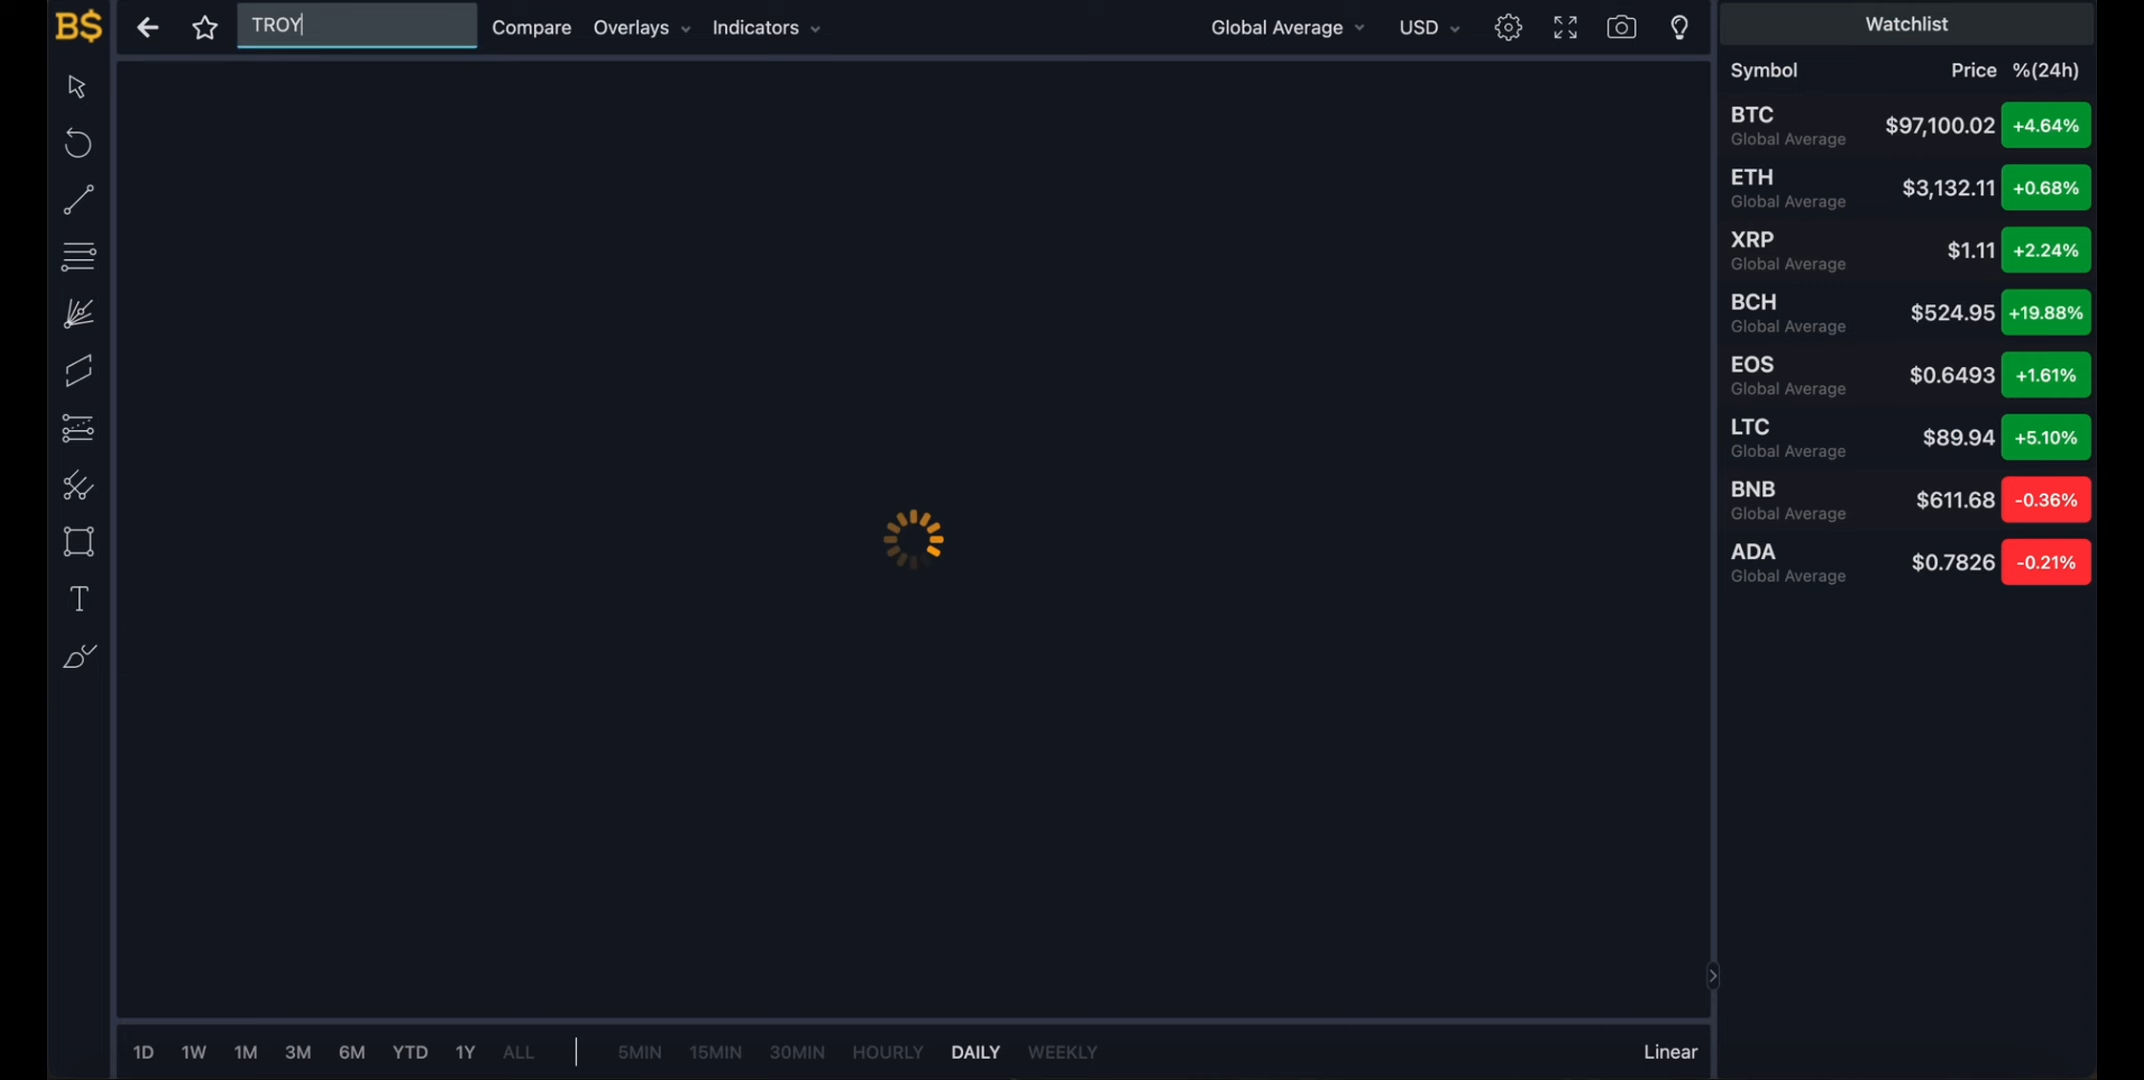 B$
TROY
Compare
Overlays
Indicators
Global Average
USD
Watchlist
Symbol Price %(24h)
BTC
Global Average
$97,100.02
+4.64%
ETH
Global Average
$3,132.11
+0.68%
XRP
Global Average
$1.11
+2.24%
BCH
Global Average
$524.95
+19.88%
EOS
Global Average
$0.6493
+1.61%
LTC
Global Average
$89.94
+5.10%
BNB
Global Average
$611.68
-0.36%
ADA
Global Average
$0.7826
-0.21%
T
1D 1W 1M 3M 6M YTD 1Y ALL 5MIN 15MIN 30MIN HOURLY DAILY WEEKLY Linear